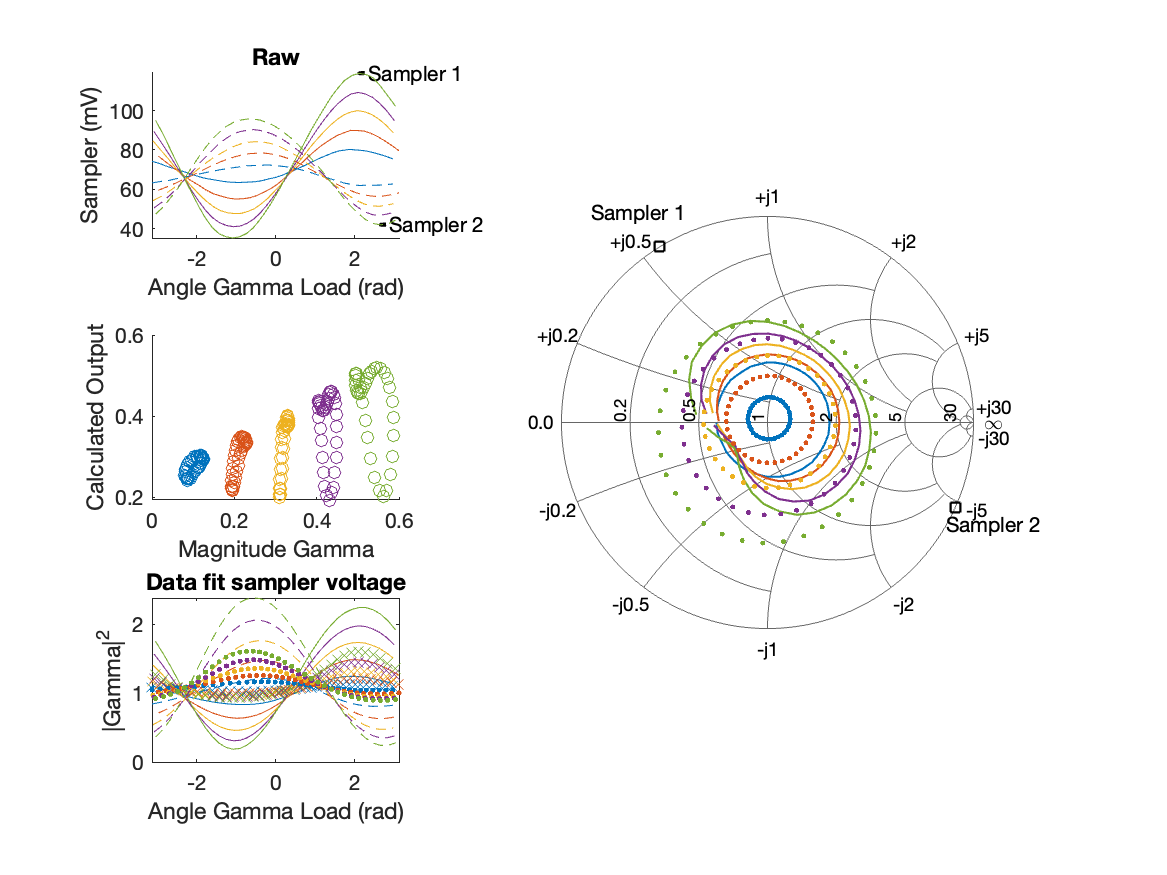 Raw
Sampler (mV)
100
80
60
40
Sampler 1
Sampler 2
-2
0
2
Angle Gamma Load (rad)
Calculated Output
0.6
0.4
0.2
0
0.2
0.4
0.6
Magnitude Gamma
Data fit sampler voltage
|Gamma|²
2
1
0
-2
0
2
Angle Gamma Load (rad)
+j1
Sampler 1
+j0.5
+j2
+j0.2
+j5
0.0
0.2
0.5
1
2
5
30
+j30
∞
-j30
-j0.2
-j5
Sampler 2
-j0.5
-j2
-j1